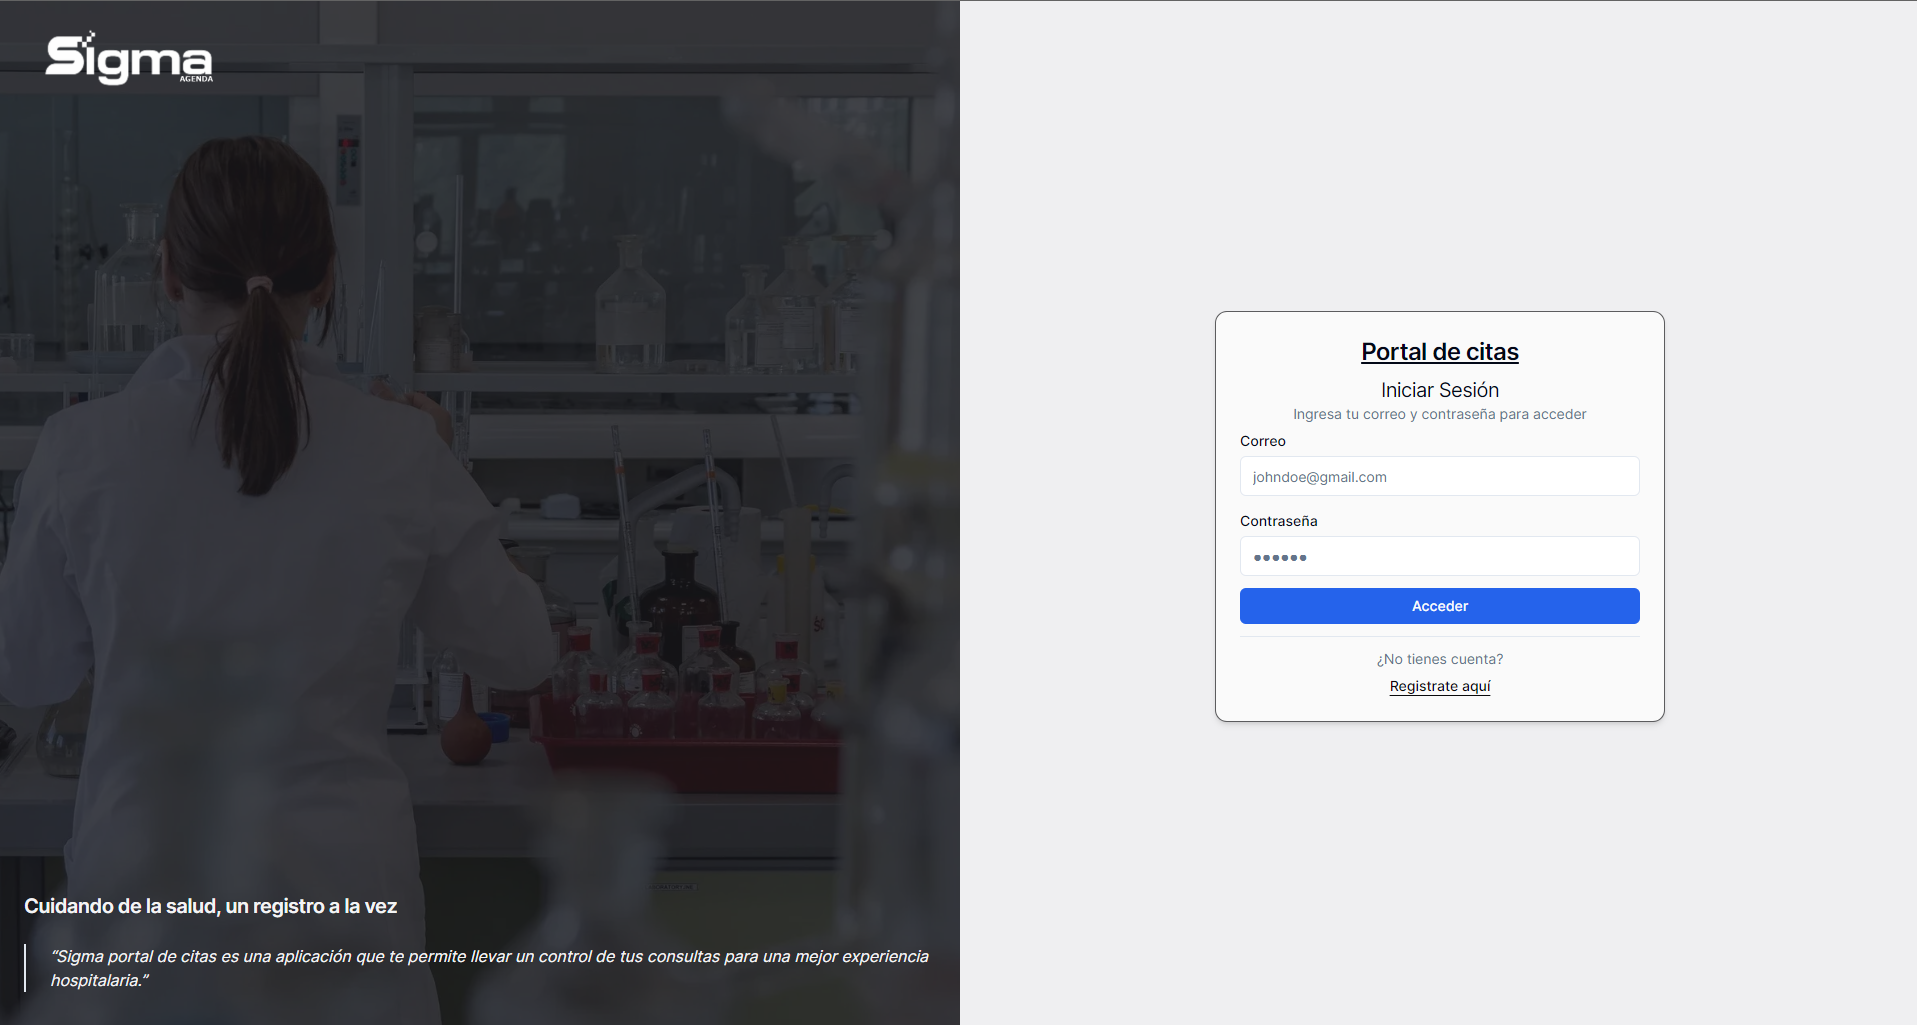 Sigma
AGENDA
Cuidando de la salud, un registro a la vez
“Sigma portal de citas es una aplicación que te permite llevar un control de tus consultas para una mejor experiencia
hospitalaria.”
Portal de citas
Iniciar Sesión
Ingresa tu correo y contraseña para acceder
Correo
johndoe@gmail.com
Contraseña
••••••
Acceder
¿No tienes cuenta?
Registrate aquí